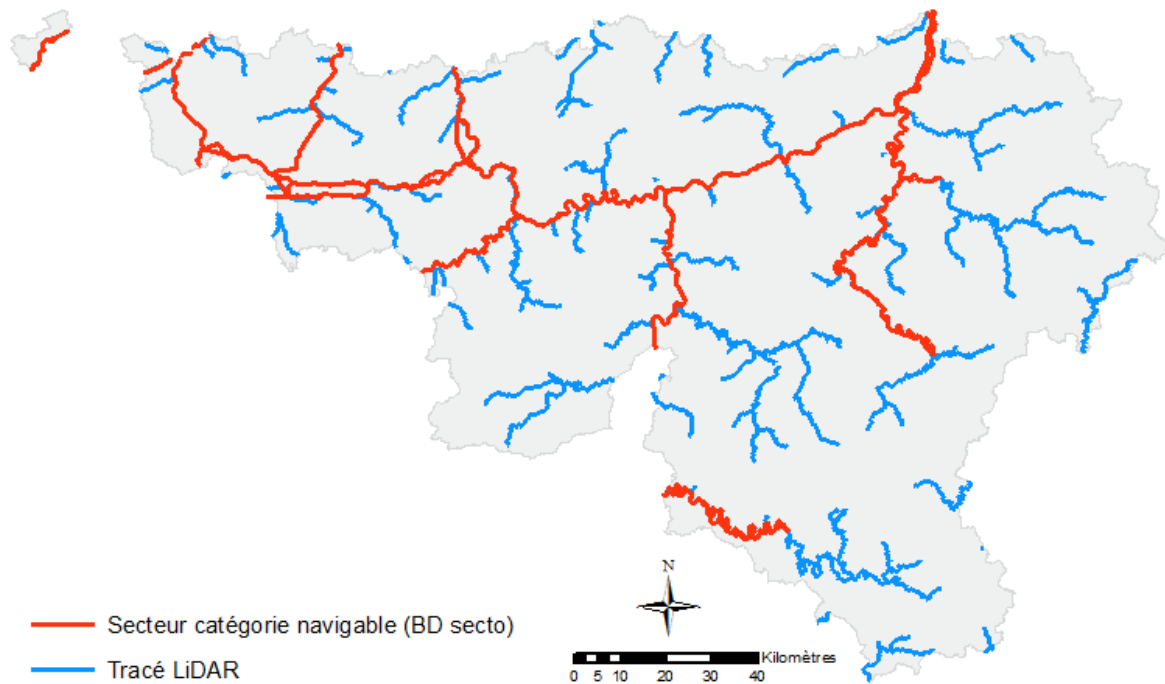 N
Secteur catégorie navigable (BD secto)
Tracé LiDAR
Kilomètres
0 5 10 20 30 40